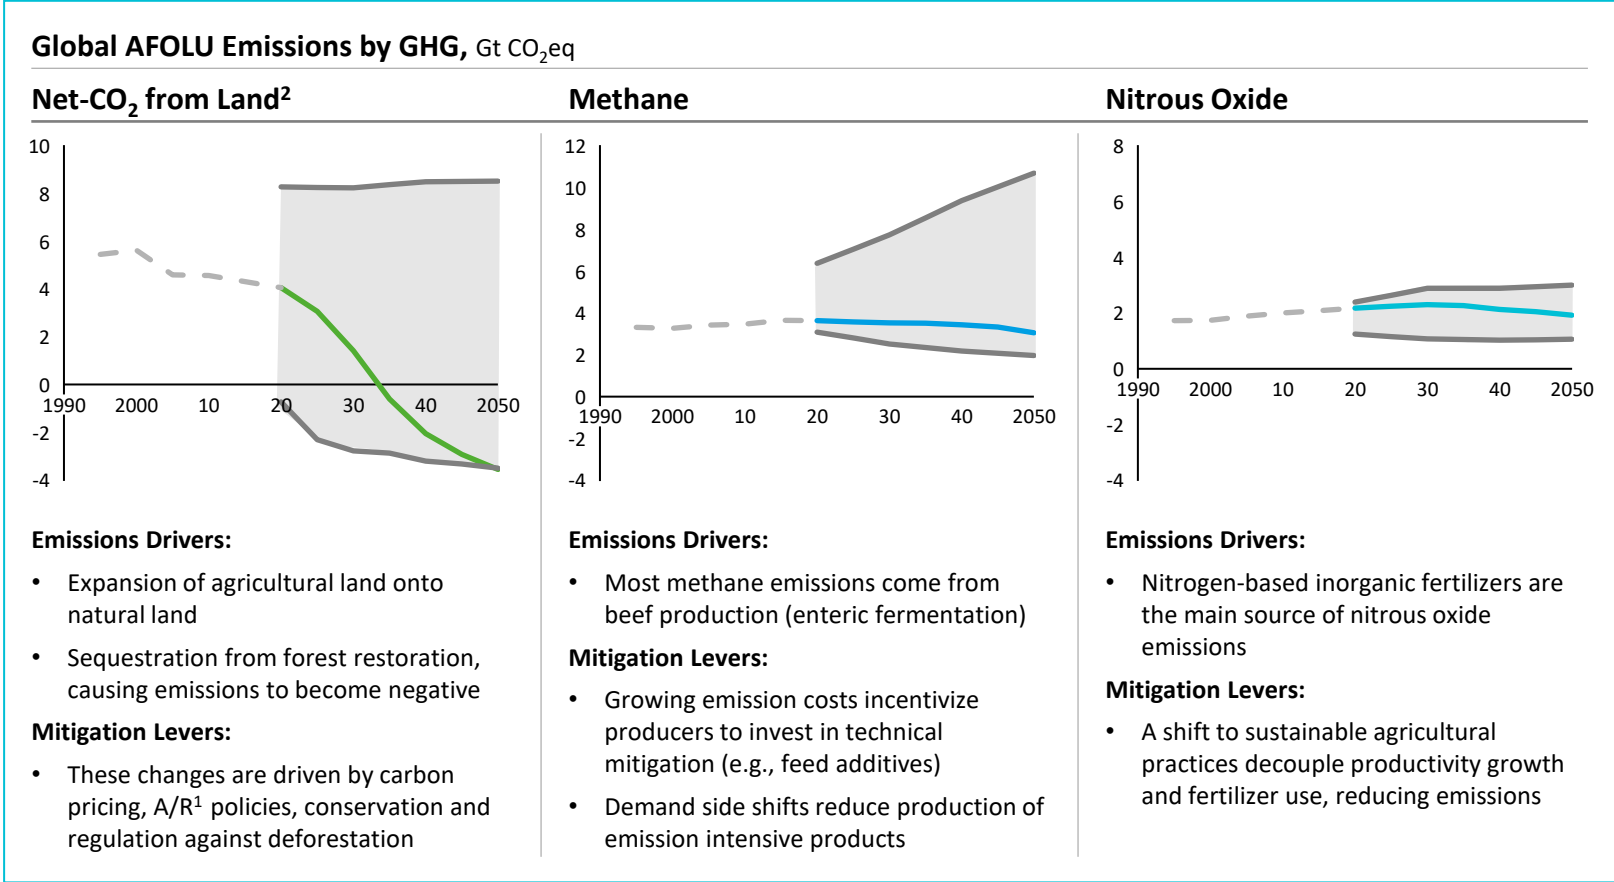 Global AFOLU Emissions by GHG, Gt CO₂eq
Net-CO₂ from Land²
10
8
6
4
2
0
-2
-4
1990 2000 10 20 30 40 2050
Emissions Drivers:
• Expansion of agricultural land onto
natural land
• Sequestration from forest restoration,
causing emissions to become negative
Mitigation Levers:
• These changes are driven by carbon
pricing, A/R¹ policies, conservation and
regulation against deforestation
Methane
12
10
8
6
4
2
0
-2
-4
1990 2000 10 20 30 40 2050
Emissions Drivers:
• Most methane emissions come from
beef production (enteric fermentation)
Mitigation Levers:
• Growing emission costs incentivize
producers to invest in technical
mitigation (e.g., feed additives)
• Demand side shifts reduce production of
emission intensive products
Nitrous Oxide
8
6
4
2
0
-2
-4
1990 2000 10 20 30 40 2050
Emissions Drivers:
• Nitrogen-based inorganic fertilizers are
the main source of nitrous oxide
emissions
Mitigation Levers:
• A shift to sustainable agricultural
practices decouple productivity growth
and fertilizer use, reducing emissions